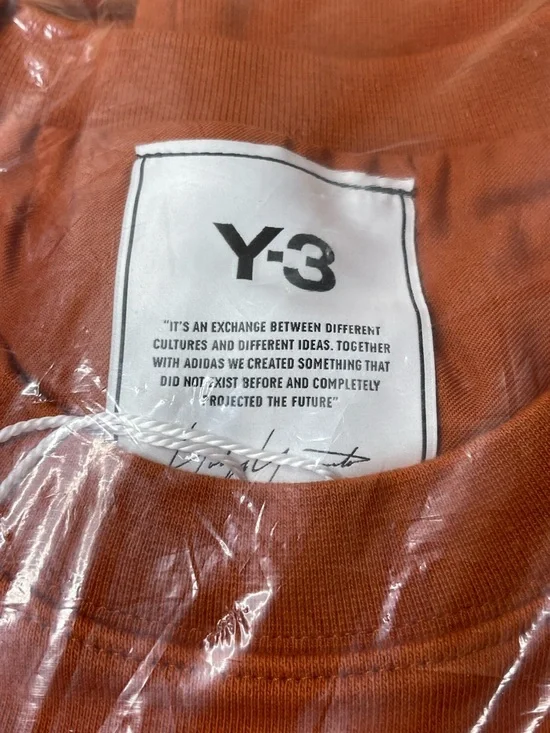 Y-3
"IT'S AN EXCHANGE BETWEEN DIFFERENT
CULTURES AND DIFFERENT IDEAS. TOGETHER
WITH ADIDAS WE CREATED SOMETHING THAT
DID NOT EXIST BEFORE AND COMPLETELY
PROJECTED THE FUTURE"